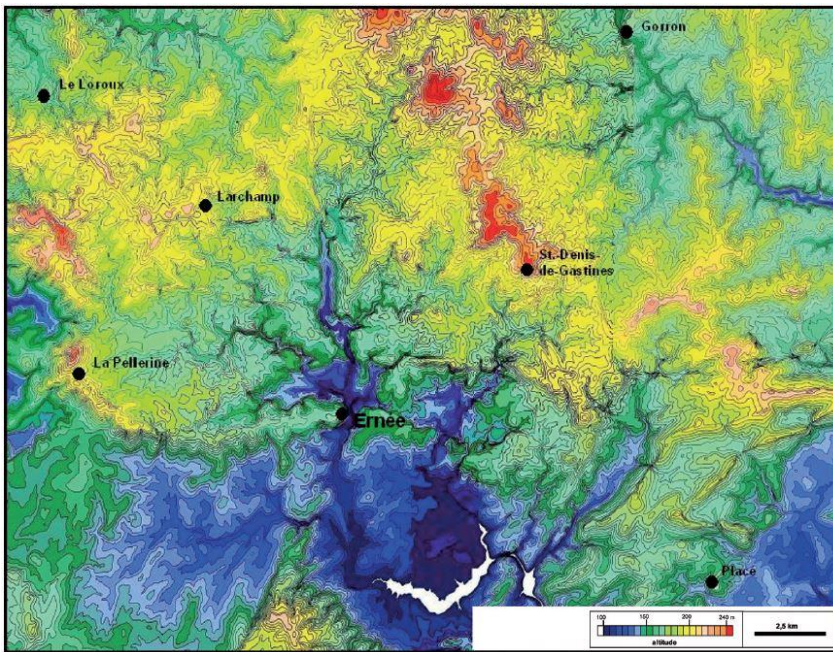 Gorron
Le Loroux
Larchamp
St.-Denis-
de-Gastines
La Pellerine
Ernée
Placé
100 150 200 240 m
altitude
2,5 km